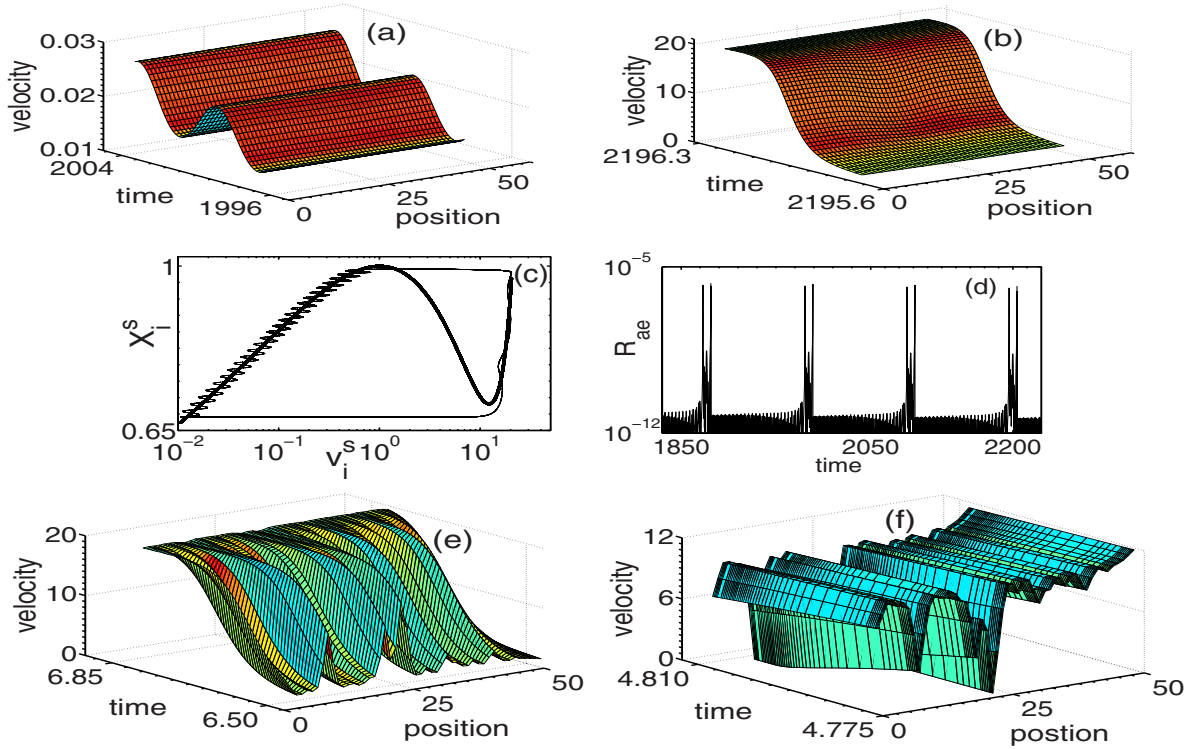 (a)
velocity
0.03
0.02
0.01
2004
time
1996
0
25
50
position
(b)
velocity
20
10
0
2196.3
time
2195.6
0
25
50
position
(c)
X_i^s
1
0.65
10^-2
10^-1
10^0
10^1
v_i^s
(d)
R_ae
10^-5
10^-12
1850
2050
2200
time
(e)
velocity
20
10
0
6.85
time
6.50
0
25
50
position
(f)
velocity
12
6
0
4.810
time
4.775
0
25
50
postion